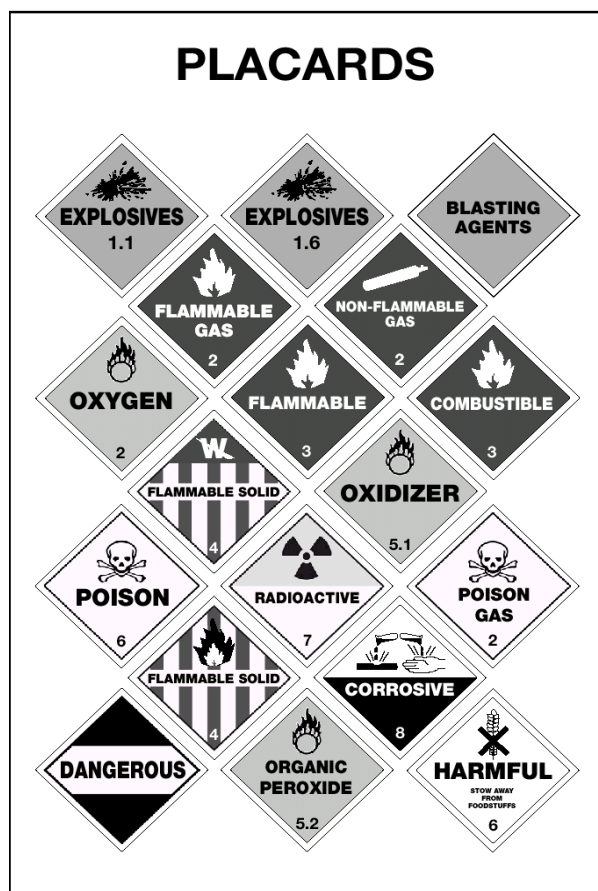 PLACARDS
EXPLOSIVES
1.1
EXPLOSIVES
1.6
BLASTING
AGENTS
FLAMMABLE
GAS
2
NON-FLAMMABLE
GAS
2
OXYGEN
2
FLAMMABLE
3
COMBUSTIBLE
3
W
FLAMMABLE SOLID
4
OXIDIZER
5.1
POISON
6
RADIOACTIVE
7
POISON
GAS
2
FLAMMABLE SOLID
4
CORROSIVE
8
DANGEROUS
ORGANIC
PEROXIDE
5.2
HARMFUL
STOW AWAY
FROM
FOODSTUFFS
6